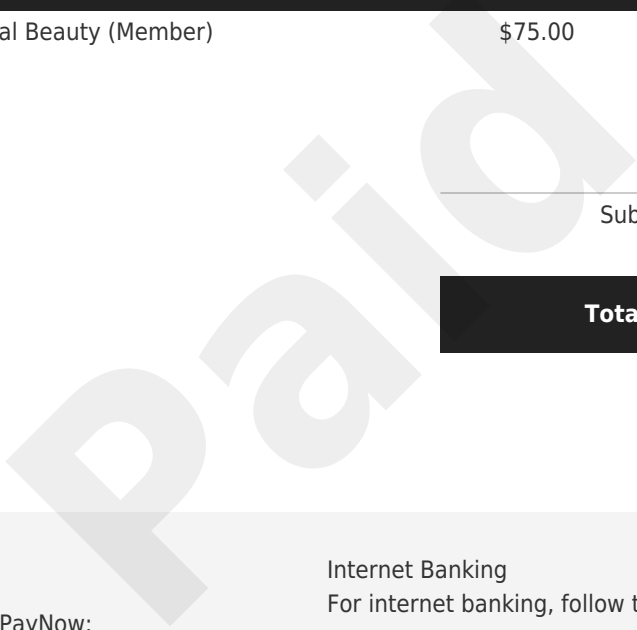 al Beauty (Member) $75.00
Sub
Tota
Paid
Internet Banking
For internet banking, follow t
PayNow: